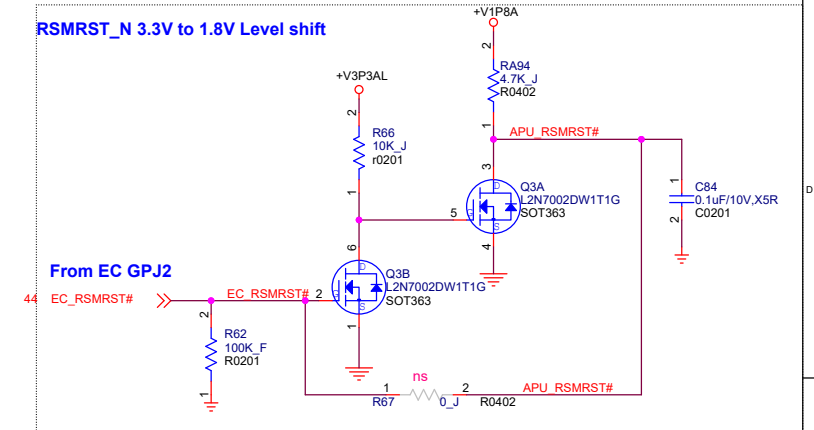 RSMRST_N 3.3V to 1.8V Level shift
+V1P8A
2
RA94
4.7K_J
R0402
1
+V3P3AL
2
R66
10K_J
r0201
1
APU_RSMRST#
3
D
Q3A
L2N7002DW1T1G
SOT363
5
G
S
4
1
C84
0.1uF/10V,X5R
C0201
2
D
6
D
Q3B
L2N7002DW1T1G
SOT363
G
S
1
From EC GPJ2
44 EC_RSMRST#
EC_RSMRST# 2
2
R62
100K_F
R0201
1
ns
1
2
R67
0_J
R0402
APU_RSMRST#